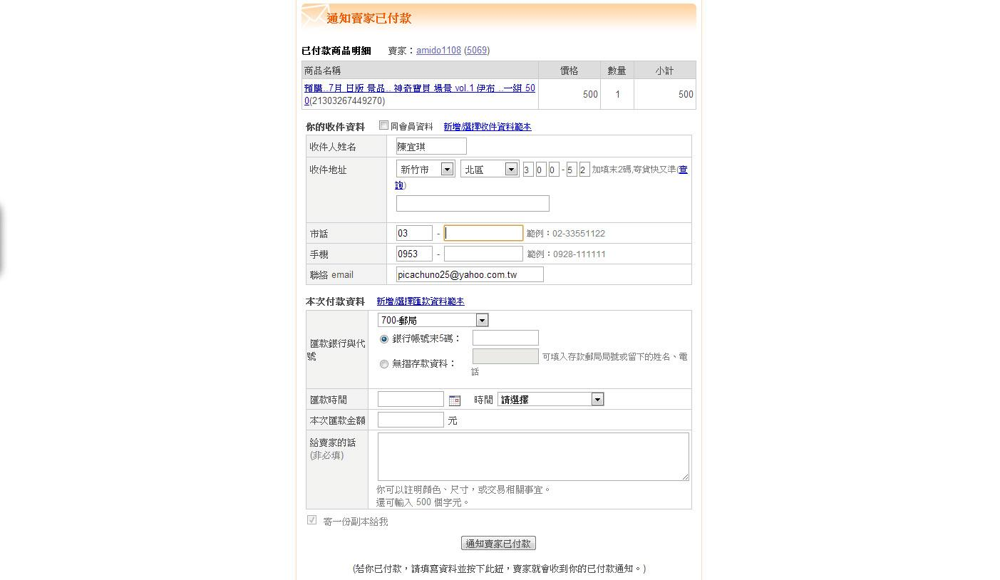 通知賣家已付款
已付款商品明細 賣家：amido1108 (5069)
商品名稱 價格 數量 小計
預購..7月 日版 景品.. 神奇寶貝 場景 vol.1 伊布 ..一組 50 500 1 500
0(21303267449270)
你的收件資料 同會員資料 新增/選擇收件資料範本
收件人姓名 陳宜琪
收件地址 新竹市 北區 3 0 0 - 5 2 加填末2碼,寄貨快又準(查
詢)
市話 03 - 範例：02-33551122
手機 0953 - 範例：0928-111111
聯絡 email picachuno25@yahoo.com.tw
本次付款資料 新增/選擇匯款資料範本
700-郵局
匯款銀行與代
號
銀行帳號末5碼：
無摺存款資料： 可填入存款郵局局號或留下的姓名、電
話
匯款時間 時間 請選擇
本次匯款金額 元
給賣家的話
(非必填)
你可以註明顏色、尺寸，或交易相關事宜。
還可輸入 500 個字元。
寄一份副本給我
通知賣家已付款
(若你已付款，請填寫資料並按下此鈕，賣家就會收到你的已付款通知。)